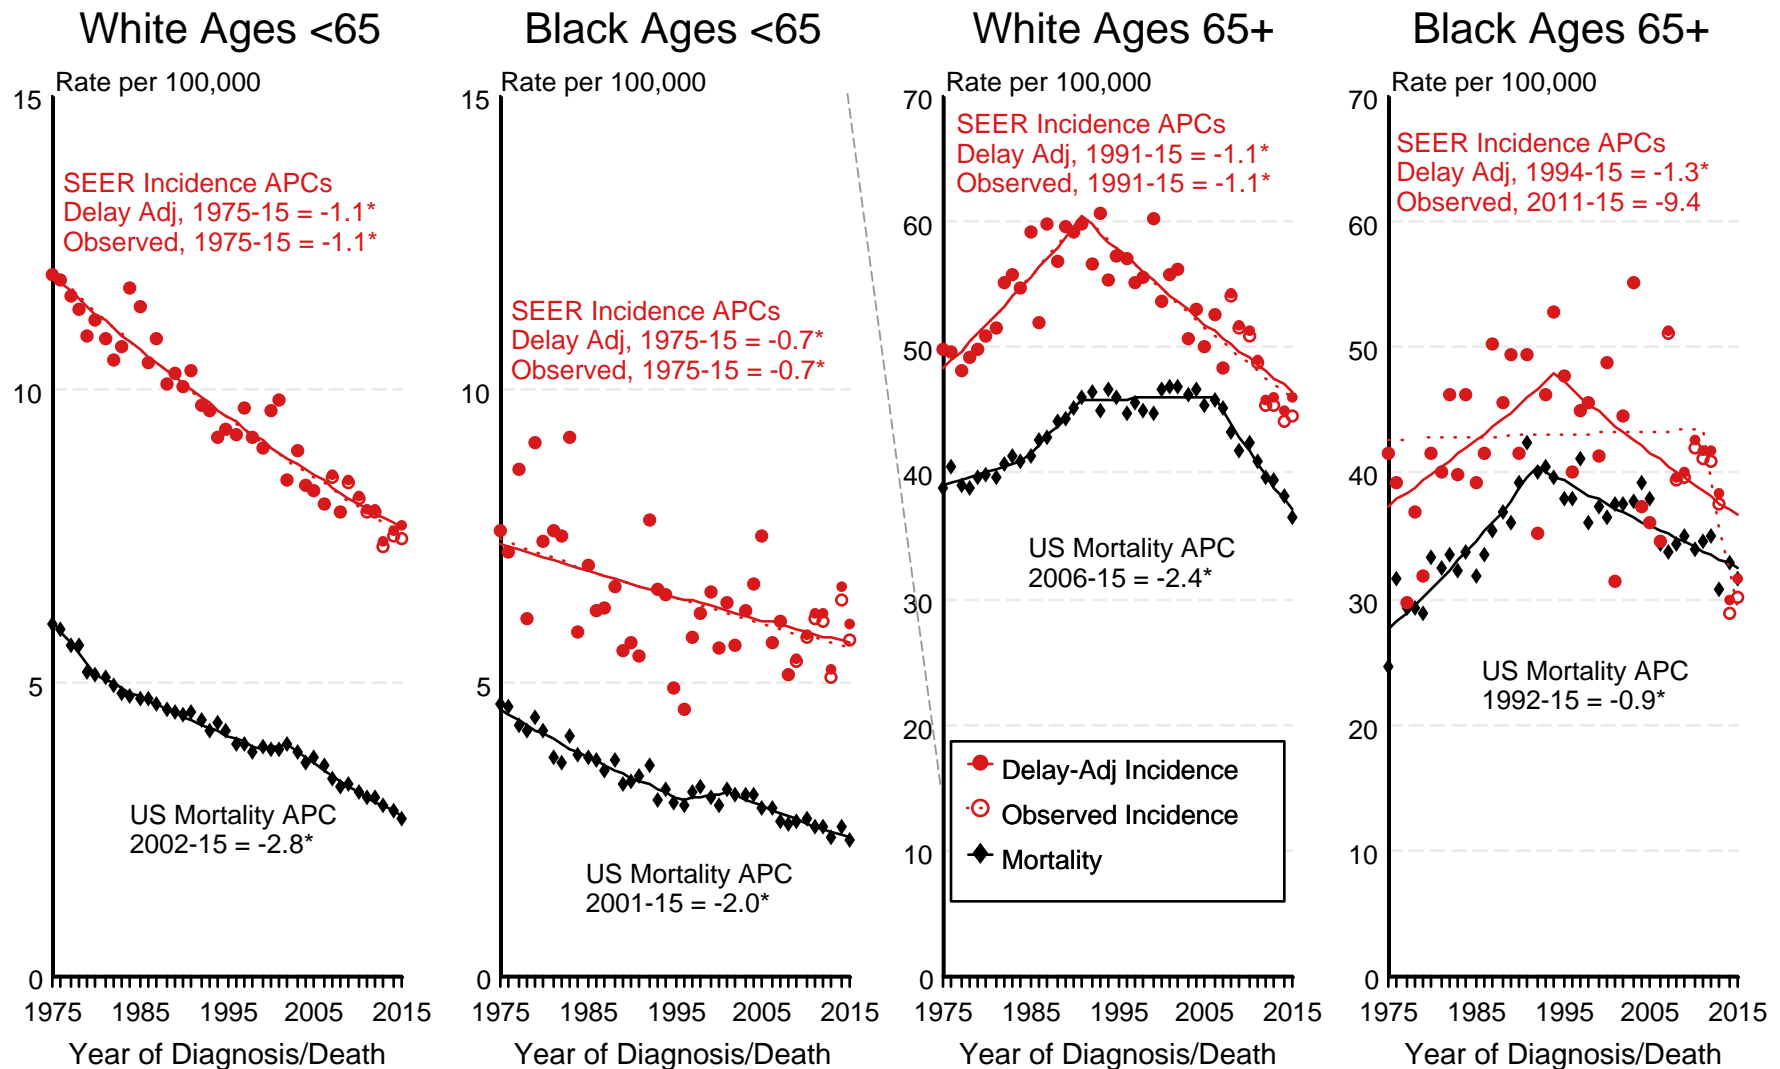 White Ages <65
Rate per 100,000
15
10
5
0
SEER Incidence APCs
Delay Adj, 1975-15 = -1.1*
Observed, 1975-15 = -1.1*
US Mortality APC
2002-15 = -2.8*
1975 1985 1995 2005 2015
Year of Diagnosis/Death
Black Ages <65
Rate per 100,000
15
10
5
0
SEER Incidence APCs
Delay Adj, 1975-15 = -0.7*
Observed, 1975-15 = -0.7*
US Mortality APC
2001-15 = -2.0*
1975 1985 1995 2005 2015
Year of Diagnosis/Death
White Ages 65+
Rate per 100,000
70
60
50
40
30
20
10
0
SEER Incidence APCs
Delay Adj, 1991-15 = -1.1*
Observed, 1991-15 = -1.1*
US Mortality APC
2006-15 = -2.4*
Delay-Adj Incidence
Observed Incidence
Mortality
1975 1985 1995 2005 2015
Year of Diagnosis/Death
Black Ages 65+
Rate per 100,000
70
60
50
40
30
20
10
0
SEER Incidence APCs
Delay Adj, 1994-15 = -1.3*
Observed, 2011-15 = -9.4
US Mortality APC
1992-15 = -0.9*
1975 1985 1995 2005 2015
Year of Diagnosis/Death